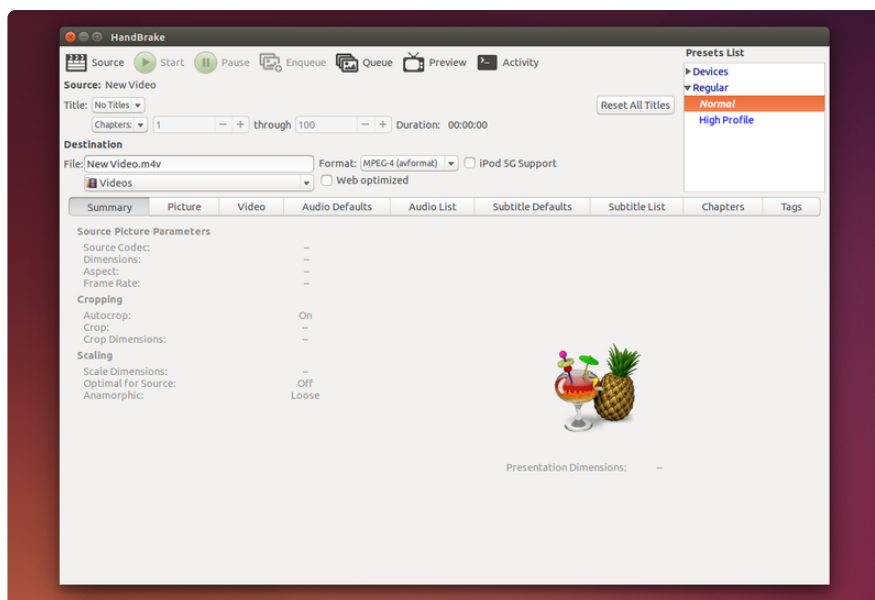 HandBrake
Source Start Pause Enqueue Queue Preview Activity
Source: New Video
Title: No Titles Reset All Titles
Chapters: 1 through 100 Duration: 00:00:00
Destination
File: New Video.m4v Format: MPEG-4 (avformat) iPod 5G Support
Videos Web optimized
Presets List
Devices
Regular
Normal
High Profile
Summary Picture Video Audio Defaults Audio List Subtitle Defaults Subtitle List Chapters Tags
Source Picture Parameters
Source Codec: --
Dimensions: --
Aspect: --
Frame Rate: --
Cropping
Autocrop: On
Crop: --
Crop Dimensions: --
Scaling
Scale Dimensions: --
Optimal for Source: Off
Anamorphic: Loose
Presentation Dimensions: --